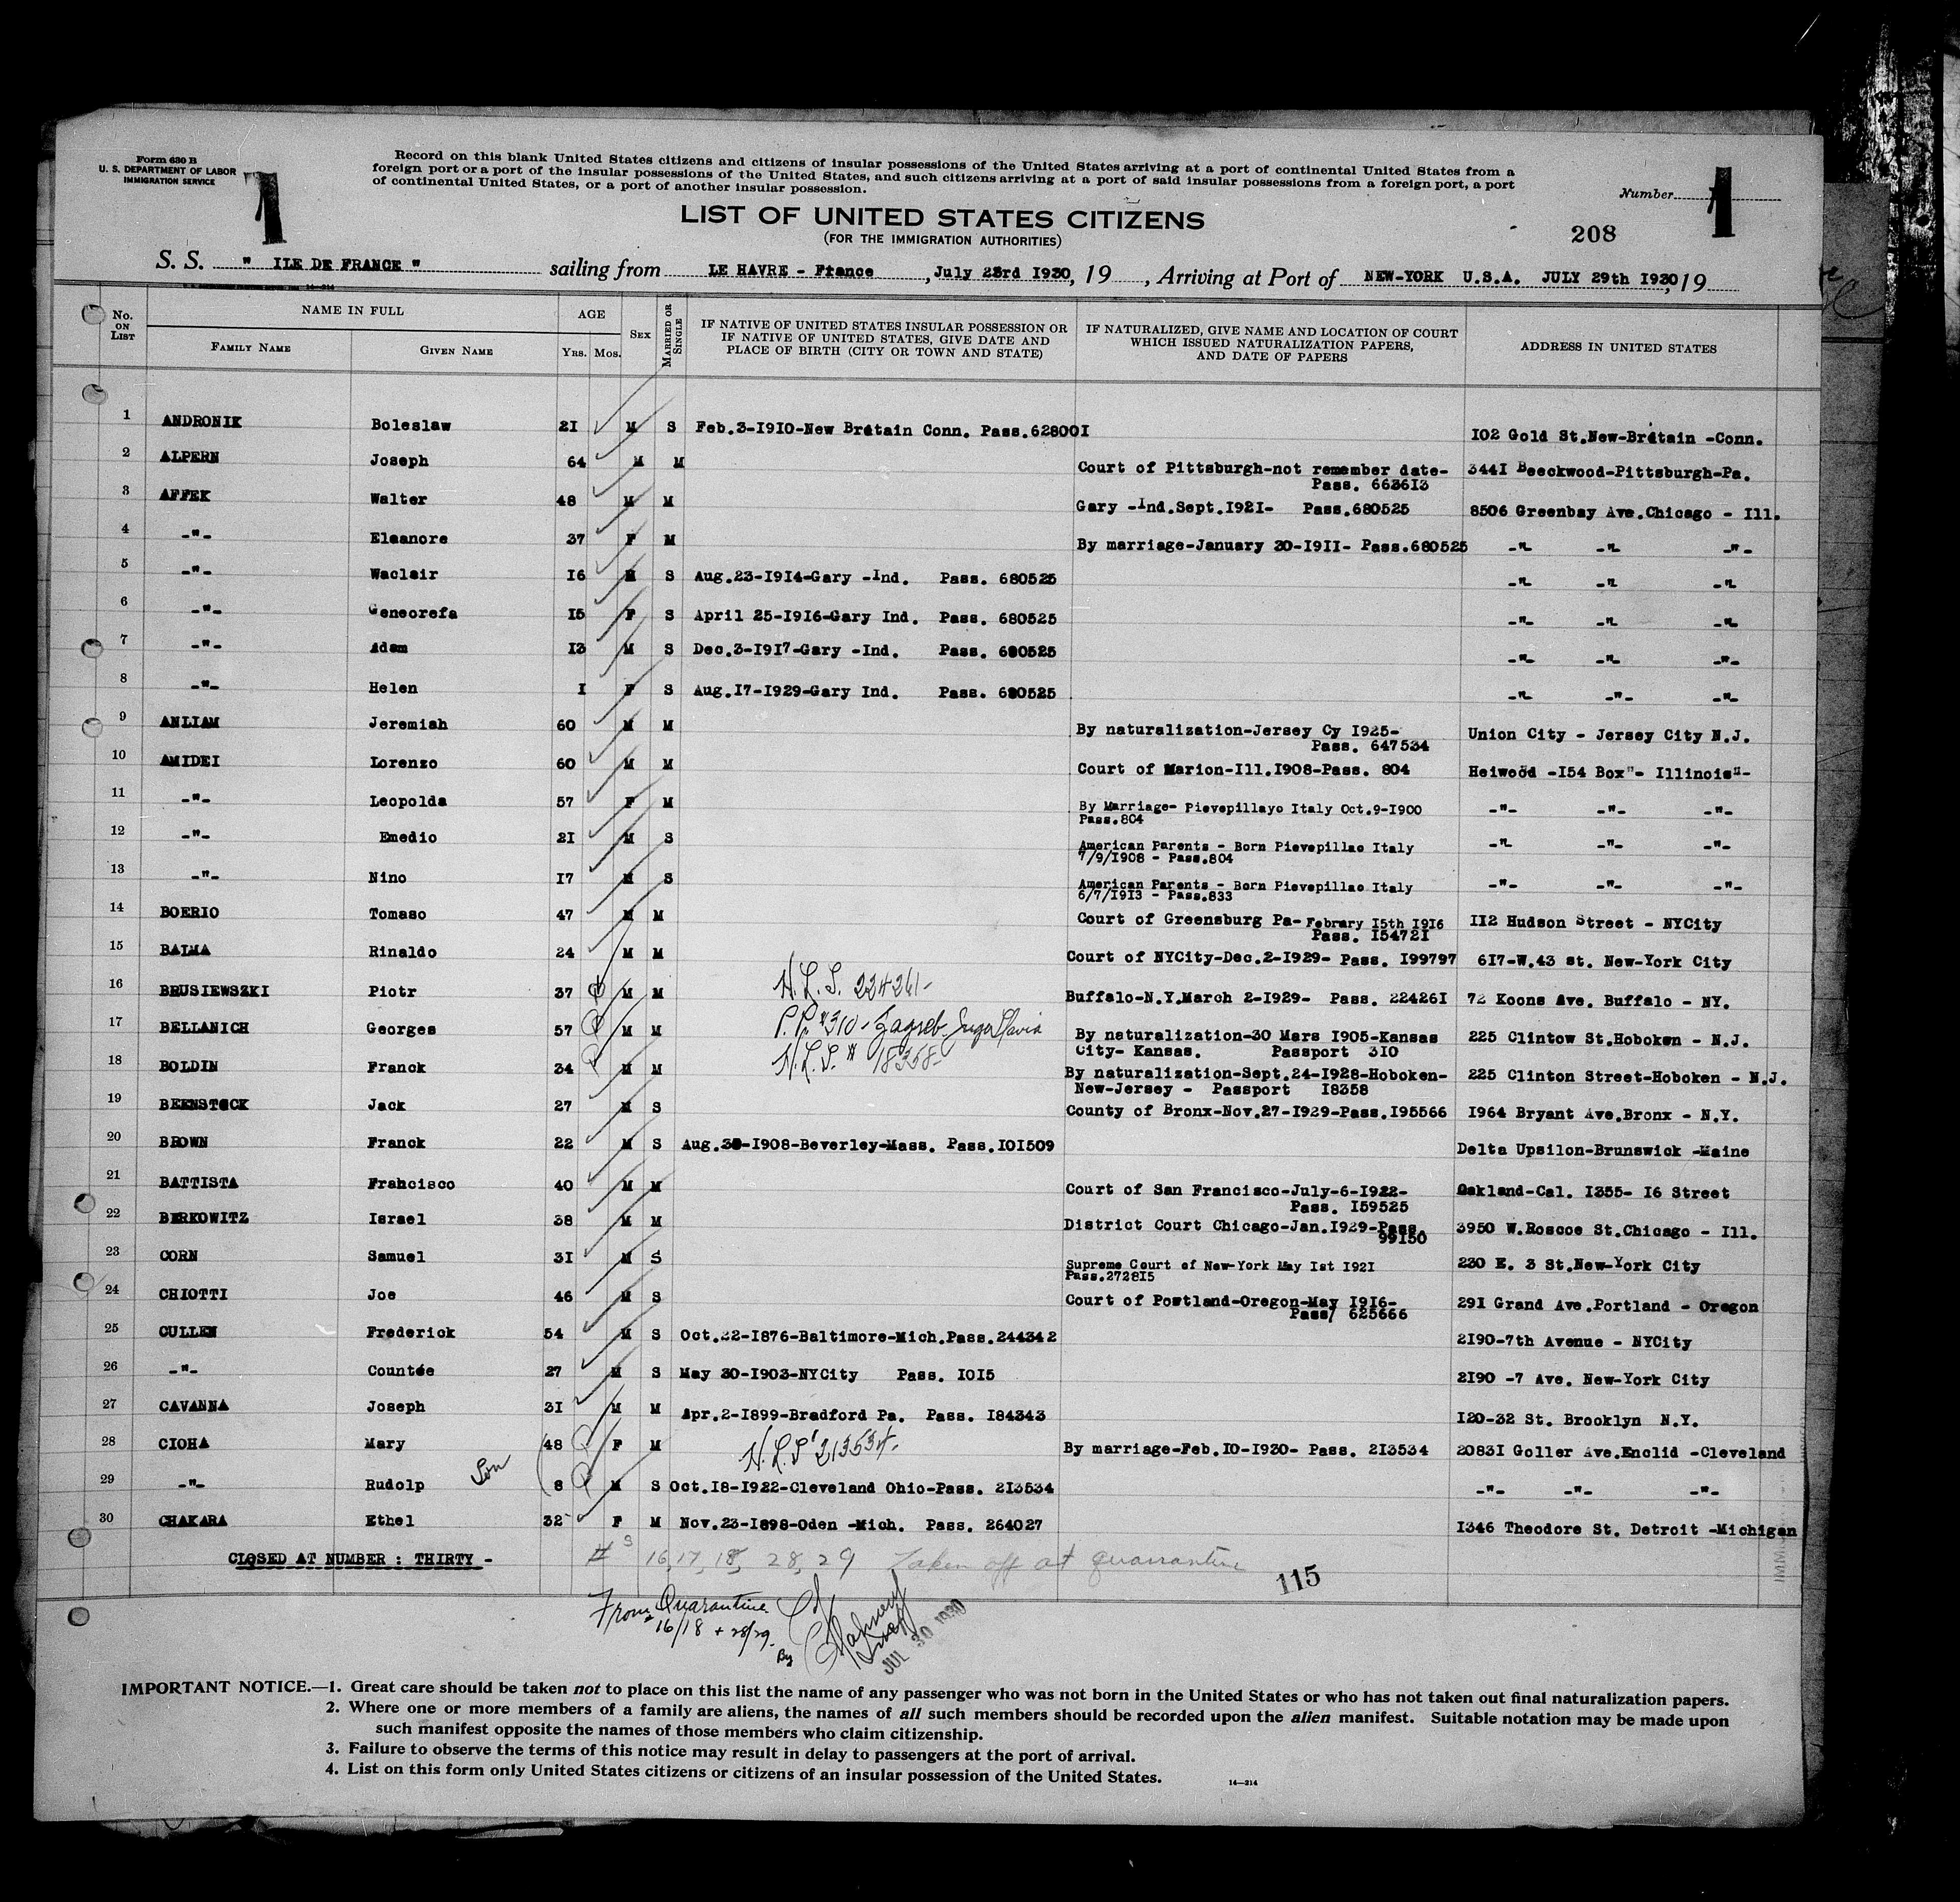 Form 630 B
U. S. DEPARTMENT OF LABOR
IMMIGRATION SERVICE
1
Record on this blank United States citizens and citizens of insular possessions of the United States arriving at a port of continental United States from a
foreign port or a port of the insular possessions of the United States, and such citizens arriving at a port of said insular possessions from a foreign port, a port
of continental United States, or a port of another insular possession.
Number 1
LIST OF UNITED STATES CITIZENS
(FOR THE IMMIGRATION AUTHORITIES)
208
S. S. " ILE DE FRANCE " sailing from LE HAVRE - France, July 23rd 1930, 19 , Arriving at Port of NEW-YORK U.S.A. JULY 29th 1930, 19
No. ON LIST NAME IN FULL AGE SEX MARRIED OR SINGLE IF NATIVE OF UNITED STATES INSULAR POSSESSION OR IF NATIVE OF UNITED STATES, GIVE DATE AND PLACE OF BIRTH (CITY OR TOWN AND STATE) IF NATURALIZED, GIVE NAME AND LOCATION OF COURT WHICH ISSUED NATURALIZATION PAPERS, AND DATE OF PAPERS ADDRESS IN UNITED STATES
FAMILY NAME GIVEN NAME YRS. MOS.
1 ANDRONIK Boleslaw 21 M S Feb.3-1910-New Brétain Conn. Pass.628001 102 Gold St.New-Brétain -Conn.
2 ALPERN Joseph 64 M M Court of Pittsburgh-not remember date- 3441 Beeckwood-Pittsburgh-Pa.
Pass. 663613
3 AFFEK Walter 48 M M Gary -Ind.Sept.1921- Pass.680525 8506 Greenbay Ave.Chicago - Ill.
4 -"- Eleanore 37 F M By marriage-January 30-1911- Pass.680525 -"- -"- -"-
5 -"- Waclair 16 M S Aug.23-1914-Gary -Ind. Pass. 680525 -"- -"- -"-
6 -"- Geneorefa 15 F S April 25-1916-Gary Ind. Pass. 680525 -"- -"- -"-
7 -"- Adam 13 M S Dec.3-1917-Gary -Ind. Pass. 680525 -"- -"- -"-
8 -"- Helen 1 F S Aug.17-1929-Gary Ind. Pass. 680525 -"- -"- -"-
9 ANLIAM Jeremiah 60 M M By naturalization-Jersey Cy 1925- Union City - Jersey City N.J.
Pass. 647534
10 AMIDEI Lorenzo 60 M M Court of Marion-Ill.1908-Pass. 804 Heiwood -154 Box"- Illinois"-
11 -"- Leopolda 57 F M By Marriage- Pievepillayo Italy Oct.9-1900 -"- -"- -"-
Pass.804
12 -"- Emedio 21 M S American Parents - Born Pievepillao Italy -"- -"- -"-
7/9/1908 - Pass.804
13 -"- Nino 17 M S American Parents - Born Pievepillao Italy -"- -"- -"-
6/7/1913 - Pass.833
14 BOERIO Tomaso 47 M M Court of Greensburg Pa-Febrary 15th 1916 112 Hudson Street - NYCity
Pass. 154721
15 BALMA Rinaldo 24 M M Court of NYCity-Dec.2-1929- Pass. 199797 617-W.43 st. New-York City
16 BRUSIEWSZKI Piotr 37 M M H.L.S. 224261- Buffalo-N.Y.March 2-1929- Pass. 224261 72 Koons Ave. Buffalo - NY.
17 BELLANICH Georges 57 M M P.P. #310 - Zagreb Jugo Slavia By naturalization-30 Mars 1905-Kansas 225 Clintow St.Hoboken - N.J.
City- Kansas. Passport 310
18 BOLDIN Franck 34 M M H.L.S. # 18358- By naturalization-Sept.24-1928-Hoboken- 225 Clinton Street-Hoboken - N.J.
New-Jersey - Passport 18358
19 BEENSTOCK Jack 27 M S County of Bronx-Nov.27-1929-Pass.195566 1964 Bryant Ave.Bronx - N.Y.
20 BROWN Franck 22 M S Aug.30-1908-Beverley-Mass. Pass.101509 Delta Upsilon-Brunswick -Maine
21 BATTISTA Francisco 40 M M Court of San Francisco-July-6-1922- Oakland-Cal. 1355- 16 Street
Pass. 159525
22 BERKOWITZ Israel 38 M M District Court Chicago-Jan.1929-Pass. 3950 W.Roscoe St.Chicago - Ill.
99150
23 CORN Samuel 31 M S Supreme Court of New-York May 1st 1921 230 E. 3 St.New-York City
Pass.272815
24 CHIOTTI Joe 46 M S Court of Portland-Oregon-May 1916- 291 Grand Ave.Portland - Oregon
Pass/ 625666
25 CULLEN Frederick 54 M S Oct.22-1876-Baltimore-Mich.Pass.244342 2190-7th Avenue - NYCity
26 -"- Countée 27 M S May 30-1903-NYCity Pass. 1015 2190 -7 Ave. New-York City
27 CAVANNA Joseph 31 M M Apr.2-1899-Bradford Pa. Pass. 184343 120-32 St. Brooklyn N.Y.
28 CIOHA Mary 48 F M H.L.S 213534- By marriage-Feb.10-1930- Pass. 213534 20831 Goller Ave.Enclid -Cleveland
29 -"- Rudolp Son 8 M S Oct.18-1922-Cleveland Ohio-Pass. 213534 -"- -"- -"-
30 CHAKARA Ethel 32 F M Nov.23-1898-Oden -Mich. Pass. 264027 1346 Theodore St. Detroit -Michigan
CLOSED AT NUMBER : THIRTY - #s 16, 17, 18, 28, 29 Taken off at quarantine
115
From Quarantine
16/18 + 28/29.
By
JUL 30 1930
IMPORTANT NOTICE.—1. Great care should be taken not to place on this list the name of any passenger who was not born in the United States or who has not taken out final naturalization papers.
2. Where one or more members of a family are aliens, the names of all such members should be recorded upon the alien manifest. Suitable notation may be made upon
such manifest opposite the names of those members who claim citizenship.
3. Failure to observe the terms of this notice may result in delay to passengers at the port of arrival.
4. List on this form only United States citizens or citizens of an insular possession of the United States.
14—214